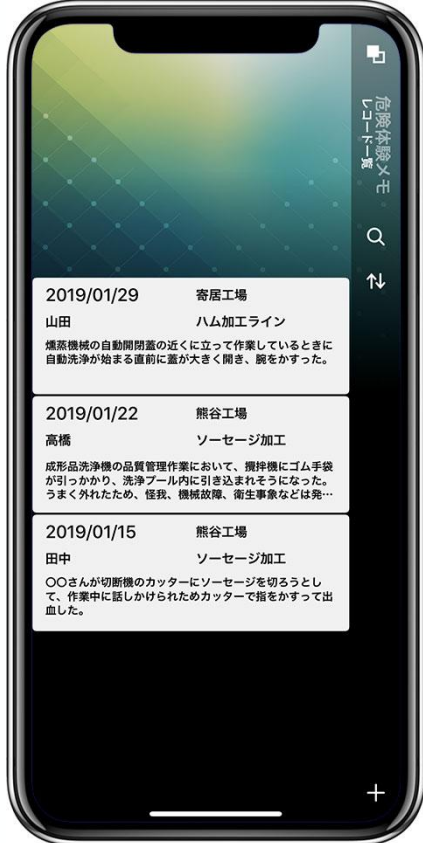 危険体験メモ
レコード一覧
2019/01/29 寄居工場
山田 ハム加工ライン
燻蒸機械の自動開閉蓋の近くに立って作業しているときに
自動洗浄が始まる直前に蓋が大きく開き、腕をかすった。
2019/01/22 熊谷工場
高橋 ソーセージ加工
成形品洗浄機の品質管理作業において、攪拌機にゴム手袋
が引っかかり、洗浄プール内に引き込まれそうになった。
うまく外れたため、怪我、機械故障、衛生事象などは発…
2019/01/15 熊谷工場
田中 ソーセージ加工
〇〇さんが切断機のカッターにソーセージを切ろうとし
て、作業中に話しかけられためカッターで指をかすって出
血した。